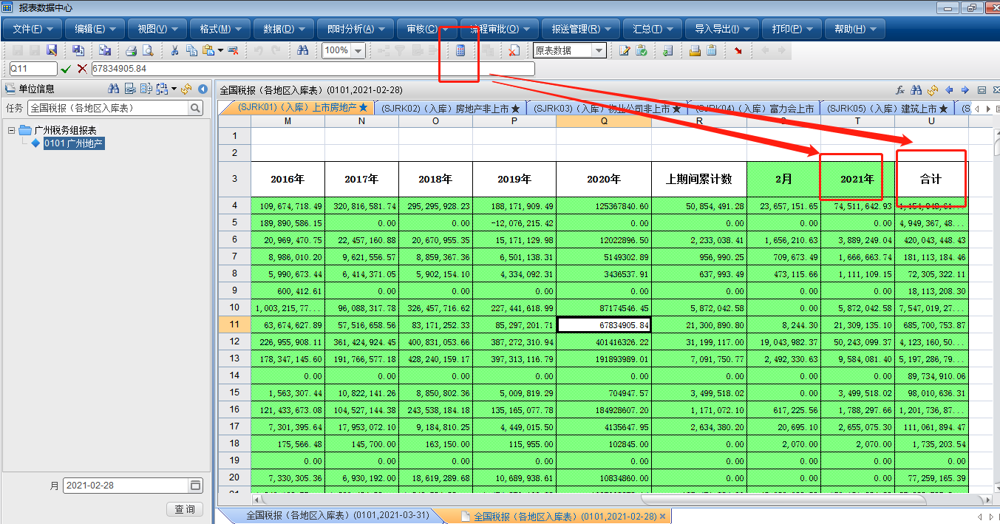 报表数据中心
文件(F) 编辑(E) 视图(V) 格式(M) 数据(D) 即时分析(A) 审核(C) 流程审批(O) 报送管理(R) 汇总(T) 导入导出(I) 打印(P) 帮助(H)
100% 原表数据
Q11 67834905.84
单位信息
任务 全国税报（各地区入库表）
广州税务组报表
0101 广州地产
月 2021-02-28
查 询
全国税报（各地区入库表）(0101,2021-02-28)
(SJRK01)（入库）上市房地产★ (SJRK02)（入库）房地产非上市★ (SJRK03)（入库）物业公司非上市★ (SJRK04)（入库）富力会上市 (SJRK05)（入库）建筑上市★ (S
M N O P Q R S T U
1
2
3 2016年 2017年 2018年 2019年 2020年 上期间累计数 2月 2021年 合计
4 109,674,718.49 320,816,581.74 295,295,928.23 188,171,909.49 125367840.60 50,854,491.28 23,657,151.65 74,511,642.93
5 189,890,586.15 0.00 0.00 -12,076,215.42 0.00 0.00 0.00 0.00 4,949,367,48...
6 20,969,470.75 22,457,160.88 20,670,955.35 15,171,129.98 12022896.50 2,233,038.41 1,656,210.63 3,889,249.04 420,043,448.43
7 8,986,010.20 9,621,556.57 8,859,367.36 6,501,138.31 5149302.89 956,990.25 709,673.49 1,666,663.74 181,113,184.46
8 5,990,673.44 6,414,371.05 5,902,154.10 4,334,092.31 3436537.91 637,993.49 473,115.66 1,111,109.15 72,305,322.11
9 600,412.61 0.00 0.00 0.00 0.00 0.00 0.00 0.00 18,113,208.30
10 1,003,215,77... 96,088,317.78 326,457,716.62 227,441,618.99 87174546.45 5,872,042.58 0.00 5,872,042.58 7,547,019,27...
11 63,674,627.89 57,516,658.56 83,171,252.33 85,297,201.71 67834905.84 21,300,890.80 8,244.30 21,309,135.10 685,700,753.87
12 226,955,908.11 361,424,924.45 400,831,053.66 387,272,310.94 401416326.22 31,199,117.00 19,043,982.37 50,243,099.37 4,123,160,50...
13 178,347,145.60 191,766,577.18 428,240,159.17 397,313,116.79 191893989.01 7,091,750.77 2,492,330.63 9,584,081.40 5,197,286,79...
14 0.00 0.00 0.00 0.00 0.00 0.00 0.00 0.00 89,734,910.06
15 1,563,307.44 10,822,141.26 8,850,802.36 5,009,819.29 704947.57 3,499,518.02 0.00 3,499,518.02 98,010,636.31
16 121,433,673.08 104,527,144.38 243,538,184.18 135,165,077.78 184928607.20 1,171,072.10 617,225.56 1,788,297.66 1,201,736,87...
17 7,301,395.64 17,953,072.10 9,184,810.25 4,449,015.50 4135647.95 2,634,380.20 20,695.10 2,655,075.30 111,061,894.47
18 175,566.48 145,700.00 163,150.00 115,955.00 102845.00 0.00 2,070.00 2,070.00 1,735,203.54
19 0.00 0.00 0.00 0.00 0.00 0.00 0.00 0.00 0.00
20 7,330,305.36 6,930,192.00 18,619,289.68 10,689,938.61 10834860.00 0.00 0.00 0.00 77,259,165.39
全国税报（各地区入库表）(0101,2021-03-31) 全国税报（各地区入库表）(0101,2021-02-28)